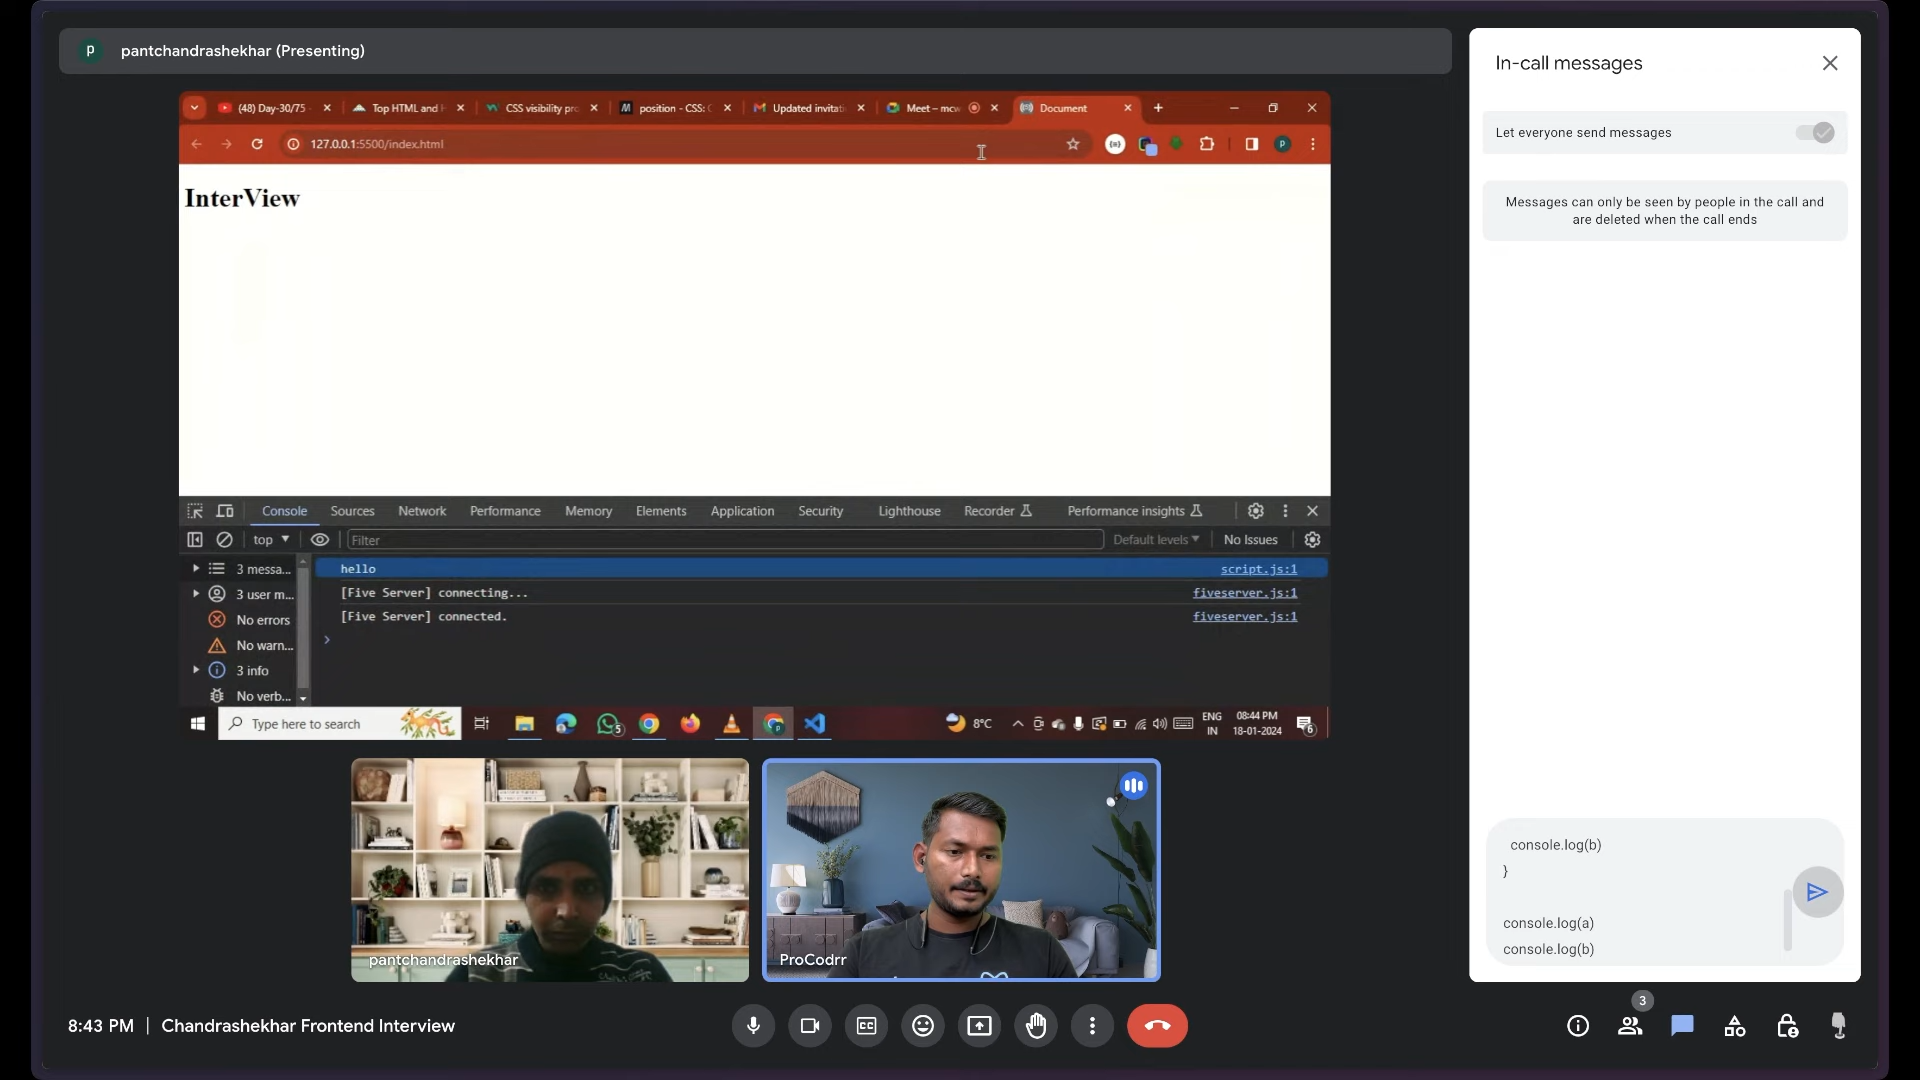 p pantchandrashekhar (Presenting)
(48) Day-30/75
Top HTML and
CSS visibility pro
position - CSS:
Updated invitati
Meet – mcw
Document
127.0.0.1:5500/index.html
P
InterView
Console Sources Network Performance Memory Elements Application Security Lighthouse Recorder Performance insights
top Filter Default levels No Issues
3 messa...
3 user m...
No errors
No warn...
3 info
No verb...
hello script.js:1
[Five Server] connecting... fiveserver.js:1
[Five Server] connected. fiveserver.js:1
>
Type here to search
5
8°C
ENG
IN
08:44 PM
18-01-2024
6
pantchandrashekhar
ProCodrr
In-call messages
Let everyone send messages
Messages can only be seen by people in the call and
are deleted when the call ends
console.log(b)
}
console.log(a)
console.log(b)
8:43 PM | Chandrashekhar Frontend Interview
CC
3